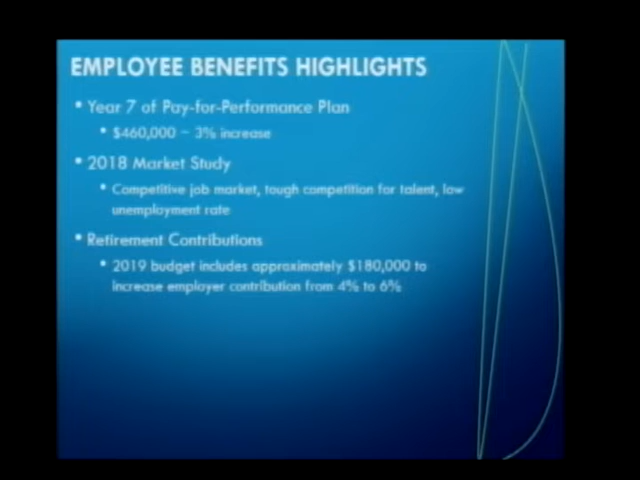 EMPLOYEE BENEFITS HIGHLIGHTS
• Year 7 of Pay-for-Performance Plan
• $460,000 – 3% increase
• 2018 Market Study
• Competitive job market, tough competition for talent, low
unemployment rate
• Retirement Contributions
• 2019 budget includes approximately $180,000 to
increase employer contribution from 4% to 6%